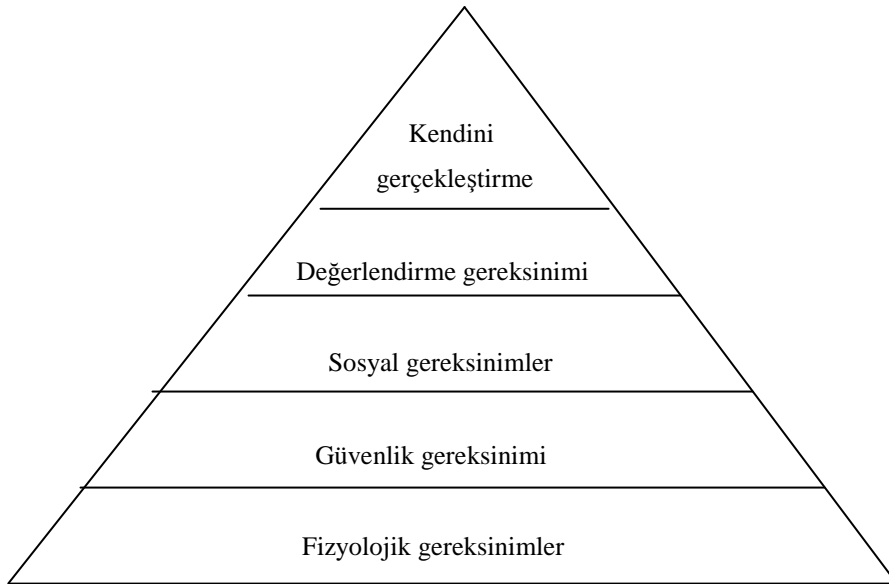 Kendini
gerçekleştirme
Değerlendirme gereksinimi
Sosyal gereksinimler
Güvenlik gereksinimi
Fizyolojik gereksinimler